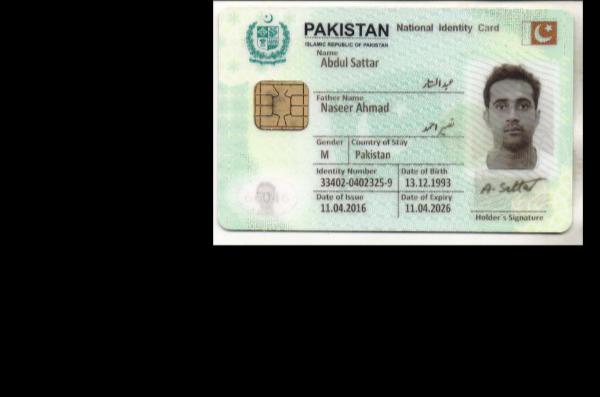 PAKISTAN National Identity Card
ISLAMIC REPUBLIC OF PAKISTAN
Name
Abdul Sattar
عبدالستار
Father Name
Naseer Ahmad
نصیر احمد
Gender Country of Stay
M Pakistan
Identity Number Date of Birth
33402-0402325-9 13.12.1993
Date of Issue Date of Expiry
11.04.2016 11.04.2026
A. Sattar
Holder's Signature